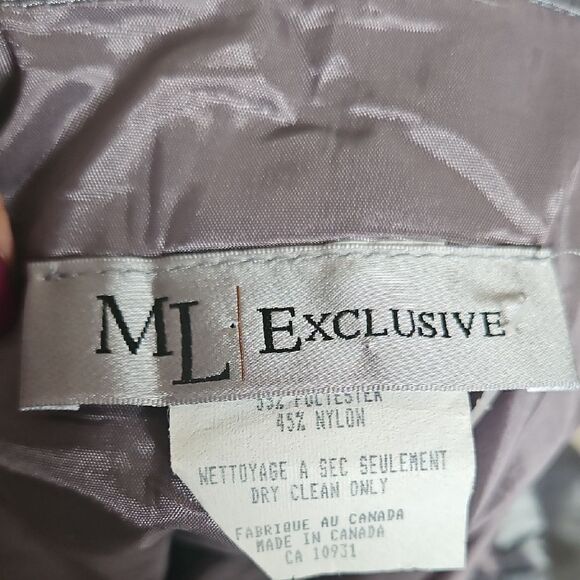 ML EXCLUSIVE
55% POLYESTER
45% NYLON
NETTOYAGE A SEC SEULEMENT
DRY CLEAN ONLY
FABRIQUE AU CANADA
MADE IN CANADA
CA 10931